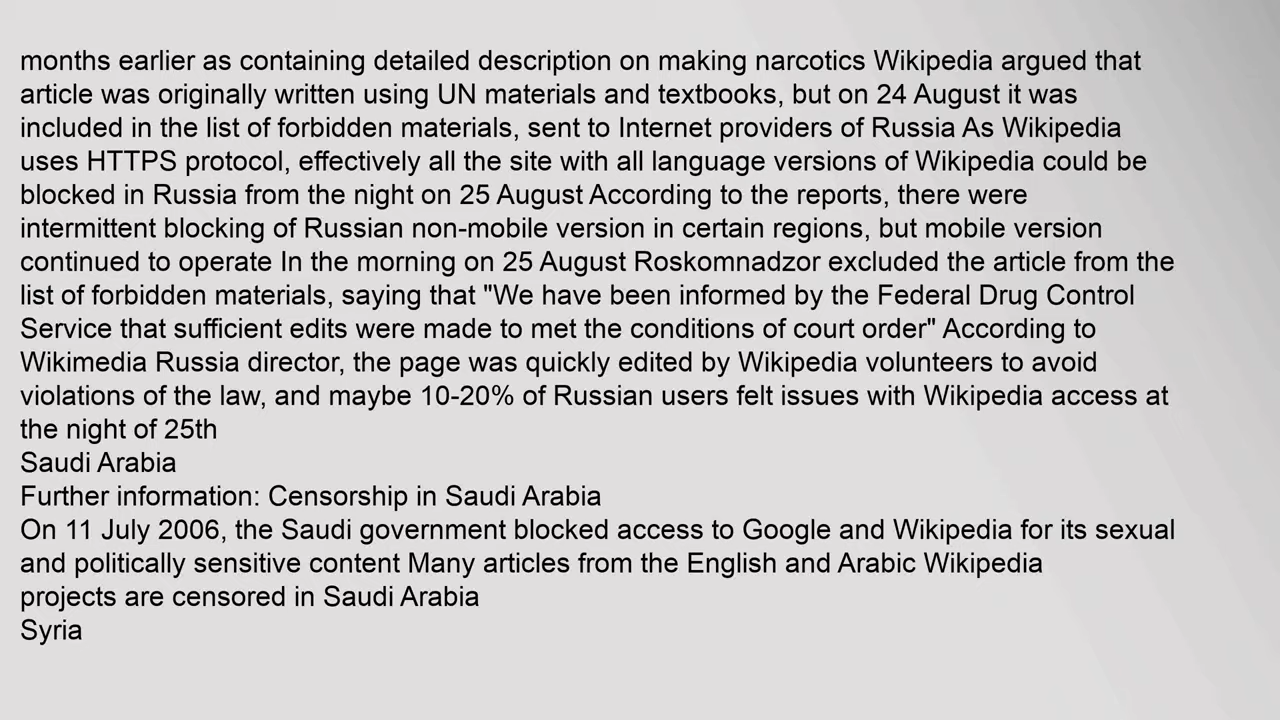 months earlier as containing detailed description on making narcotics Wikipedia argued that
article was originally written using UN materials and textbooks, but on 24 August it was
included in the list of forbidden materials, sent to Internet providers of Russia As Wikipedia
uses HTTPS protocol, effectively all the site with all language versions of Wikipedia could be
blocked in Russia from the night on 25 August According to the reports, there were
intermittent blocking of Russian non-mobile version in certain regions, but mobile version
continued to operate In the morning on 25 August Roskomnadzor excluded the article from the
list of forbidden materials, saying that "We have been informed by the Federal Drug Control
Service that sufficient edits were made to met the conditions of court order" According to
Wikimedia Russia director, the page was quickly edited by Wikipedia volunteers to avoid
violations of the law, and maybe 10-20% of Russian users felt issues with Wikipedia access at
the night of 25th
Saudi Arabia
Further information: Censorship in Saudi Arabia
On 11 July 2006, the Saudi government blocked access to Google and Wikipedia for its sexual
and politically sensitive content Many articles from the English and Arabic Wikipedia
projects are censored in Saudi Arabia
Syria